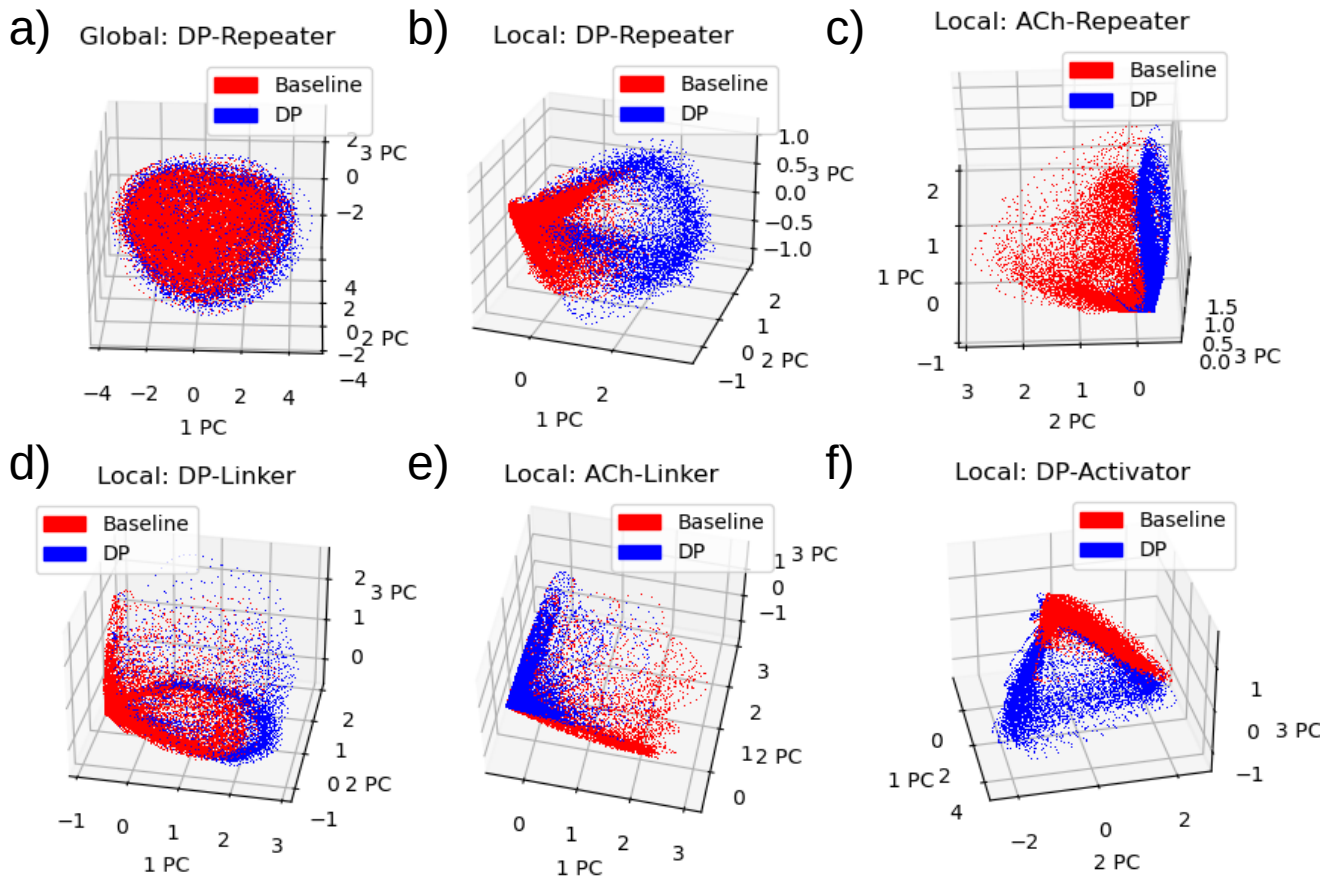 a)
Global: DP-Repeater
Baseline
DP
2
3 PC
0
−2
4
2
0 2 PC
−2
−4
−4 −2 0 2 4
1 PC
b)
Local: DP-Repeater
Baseline
DP
1.0
0.5
3 PC
0.0
−0.5
−1.0
2
1
0 2 PC
−1
0 2
1 PC
c)
Local: ACh-Repeater
Baseline
DP
2
1
1 PC
0
−1
1.5
1.0
0.5
0.0 3 PC
3 2 1 0
2 PC
d)
Local: DP-Linker
Baseline
DP
2
3 PC
1
0
2
1
0 2 PC
−1
−1 0 1 2 3
1 PC
e)
Local: ACh-Linker
Baseline
DP
1 3 PC
0
−1
3
2
1 2 PC
0
0 1 2 3
1 PC
f)
Local: DP-Activator
Baseline
DP
1
0 3 PC
−1
0
1 PC 2
4
−2 0 2
2 PC